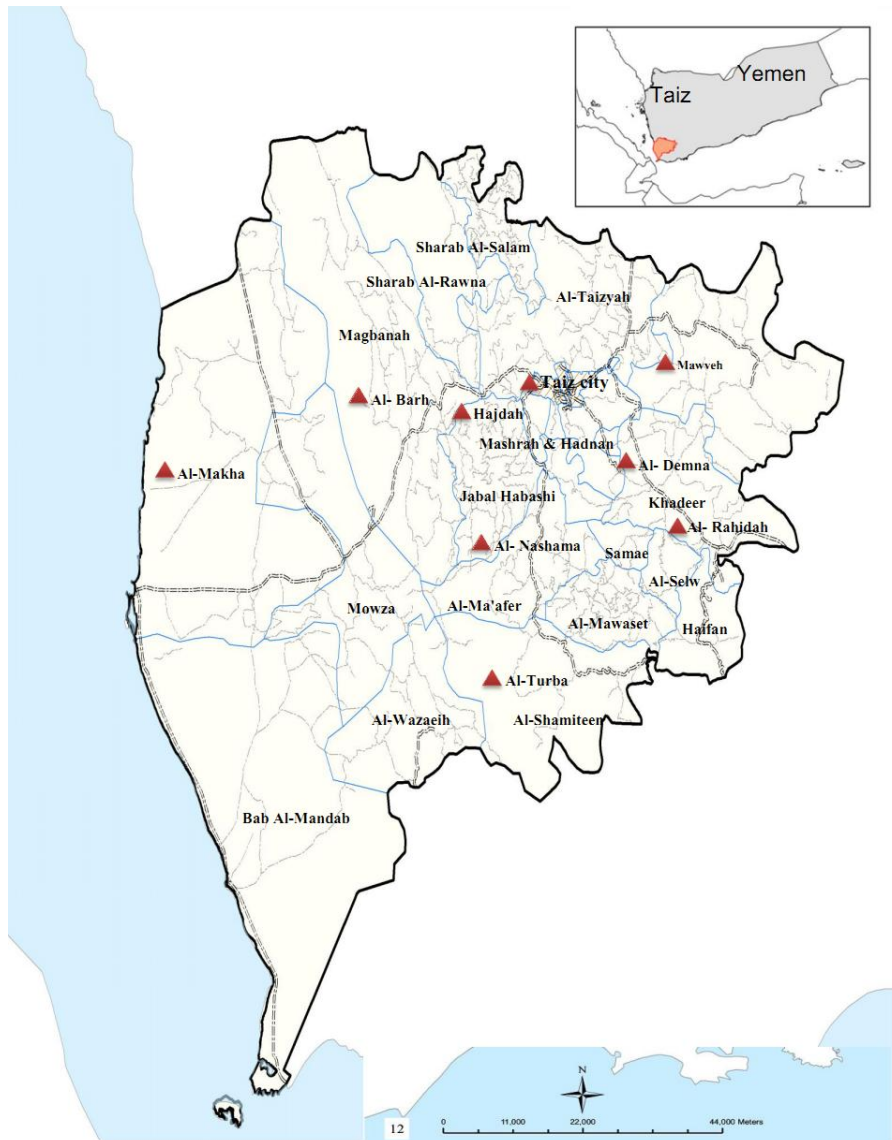 Yemen
Taiz
Sharab Al-Salam
Sharab Al-Rawna
Al-Taizyah
Magbanah
Mawveh
Taiz city
Al- Barh
Hajdah
Mashrah & Hadnan
Al- Demna
Al-Makha
Jabal Habashi
Khadeer
Al- Rahidah
Al- Nashama
Samae
Al-Selw
Mowza
Al-Ma'afer
Al-Mawaset
Haifan
Al-Turba
Al-Wazaeih
Al-Shamiteen
Bab Al-Mandab
N
12
0 11,000 22,000 44,000 Meters